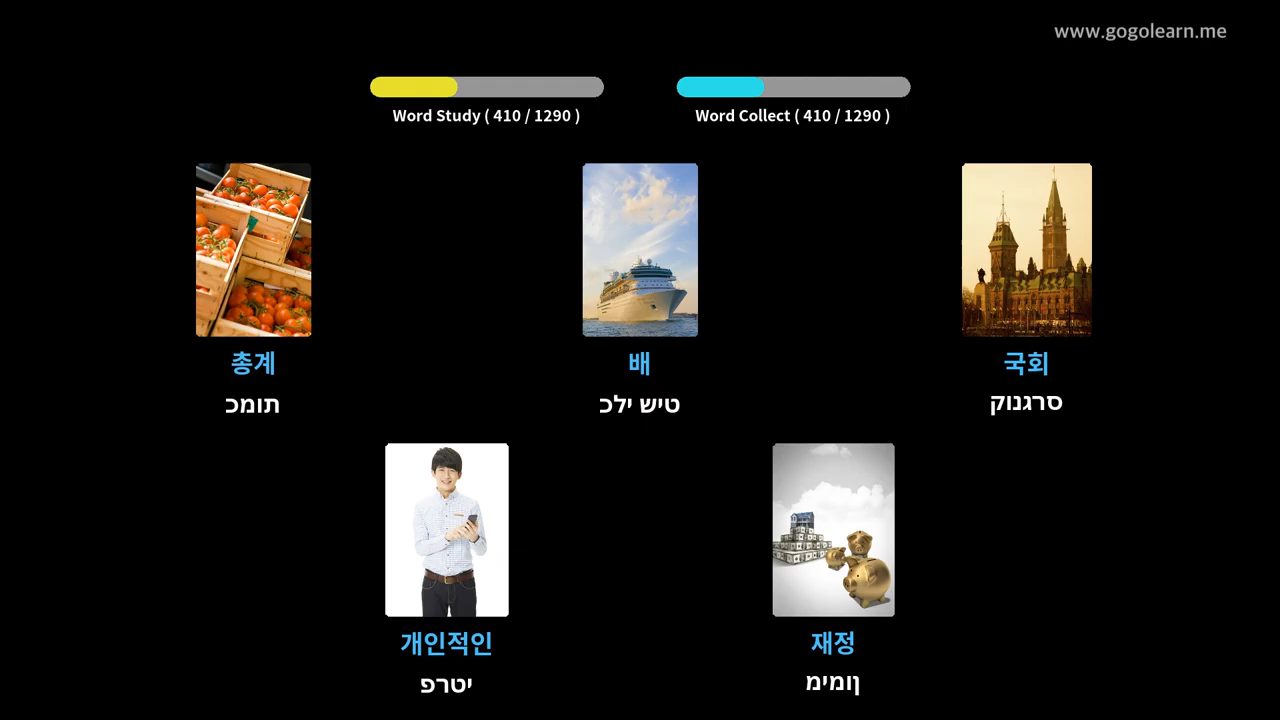 www.gogolearn.me
Word Study ( 410 / 1290 )
Word Collect ( 410 / 1290 )
총계
כמות
배
כלי שיט
국회
קונגרס
개인적인
פרטי
재정
מימון